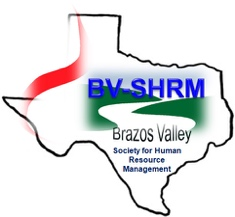 BV-SHRM
Brazos Valley
Society for Human
Resource
Management